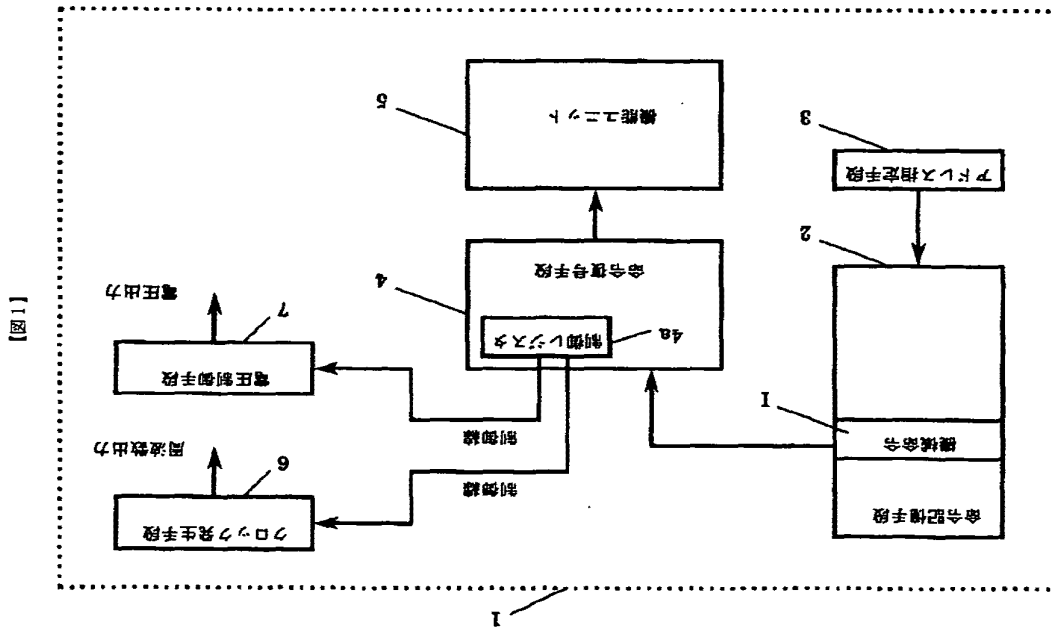 【図1】
1
命令記憶手段
機械命令
I
2
アドレス指定手段
3
制御線
制御線
制御レジスタ
4a
命令復号手段
4
機能ユニット
5
クロック発生手段
6
周波数出力
電圧制御手段
7
電圧出力